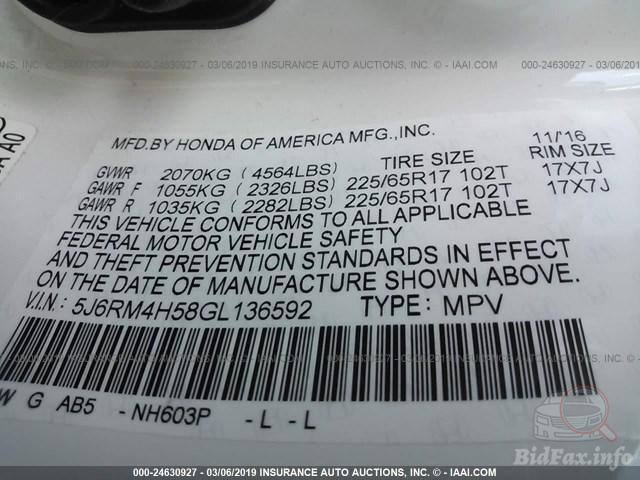 000-24630927 - 03/06/2019 INSURANCE AUTO AUCTIONS, INC. - © IAAI.COM
A A0
MFD.BY HONDA OF AMERICA MFG.,INC. 11/'16
GVWR 2070KG ( 4564LBS) TIRE SIZE RIM SIZE
GAWR F 1055KG ( 2326LBS) 225/65R17 102T 17X7J
GAWR R 1035KG ( 2282LBS) 225/65R17 102T 17X7J
THIS VEHICLE CONFORMS TO ALL APPLICABLE
FEDERAL MOTOR VEHICLE SAFETY
AND THEFT PREVENTION STANDARDS IN EFFECT
ON THE DATE OF MANUFACTURE SHOWN ABOVE.
V.I.N.: 5J6RM4H58GL136592 TYPE: MPV
W G AB5 - NH603P - L - L
BidFax.info
000-24630927 - 03/06/2019 INSURANCE AUTO AUCTIONS, INC. - © IAAI.COM